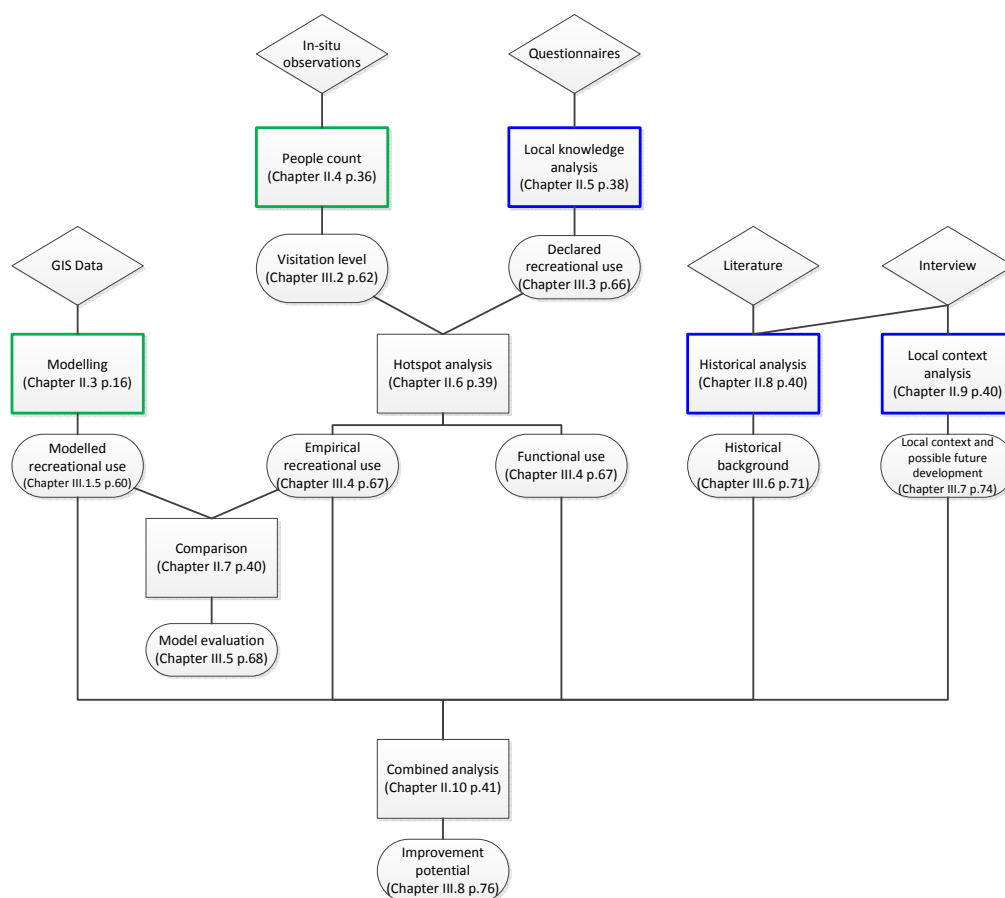 In-situ
observations
Questionnaires
People count
(Chapter II.4 p.36)
Local knowledge
analysis
(Chapter II.5 p.38)
GIS Data
Visitation level
(Chapter III.2 p.62)
Declared
recreational use
(Chapter III.3 p.66)
Literature
Interview
Modelling
(Chapter II.3 p.16)
Hotspot analysis
(Chapter II.6 p.39)
Historical analysis
(Chapter II.8 p.40)
Local context
analysis
(Chapter II.9 p.40)
Modelled
recreational use
(Chapter III.1.5 p.60)
Empirical
recreational use
(Chapter III.4 p.67)
Functional use
(Chapter III.4 p.67)
Historical
background
(Chapter III.6 p.71)
Local context and
possible future
development
(Chapter III.7 p.74)
Comparison
(Chapter II.7 p.40)
Model evaluation
(Chapter III.5 p.68)
Combined analysis
(Chapter II.10 p.41)
Improvement
potential
(Chapter III.8 p.76)